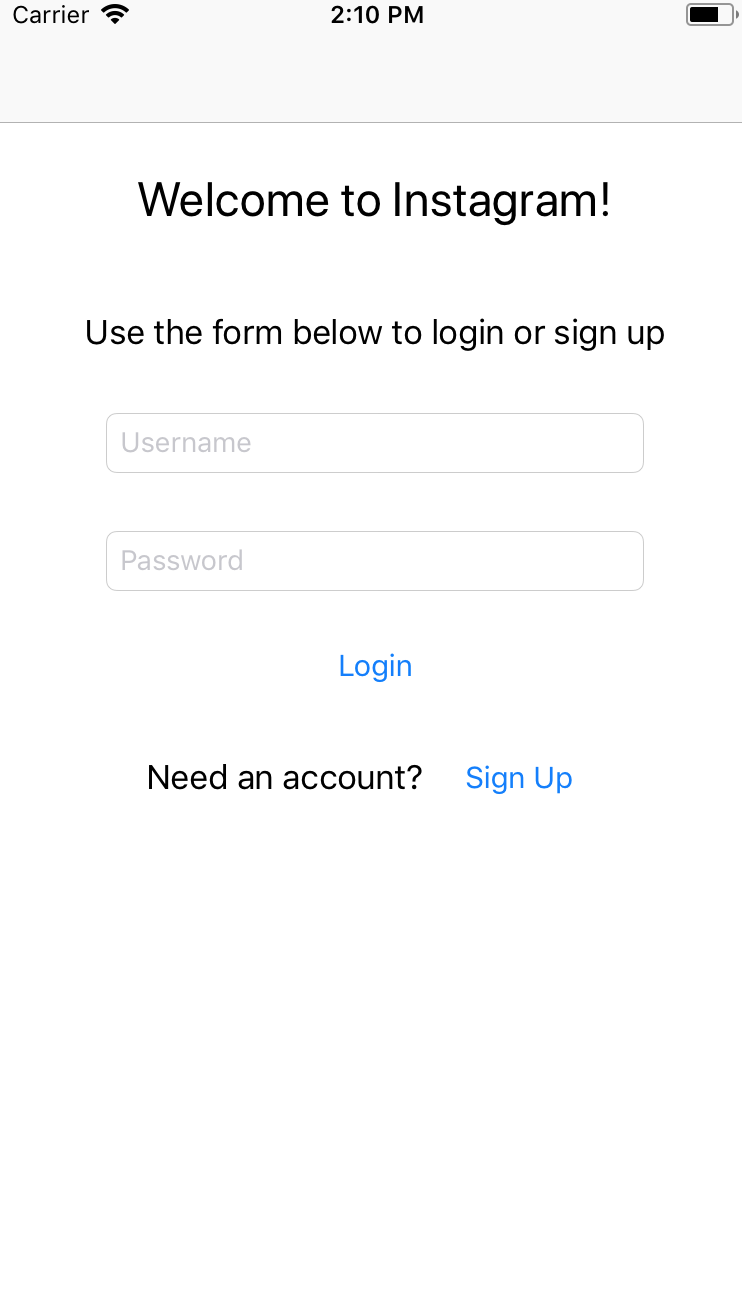 Carrier 2:10 PM
Welcome to Instagram!
Use the form below to login or sign up
Username
Password
Login
Need an account? Sign Up